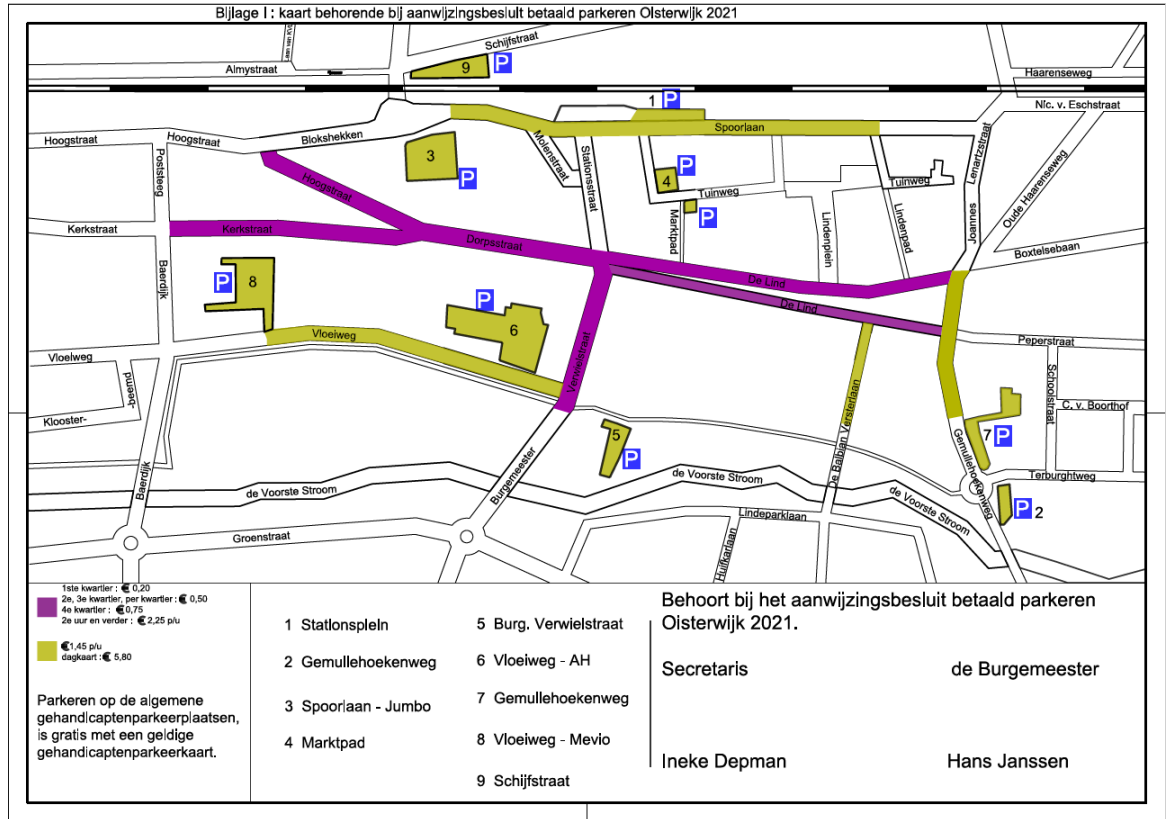 Bijlage I : kaart behorende bij aanwijzingsbesluit betaald parkeren Oisterwijk 2021
Schijfstraat
9 P
Almystraat
Haarenseweg
1 P
Nic. v. Eschstraat
Spoorlaan
Hoogstraat
Hoogstraat
Blokshekken
Molenstraat
Stationsstraat
Lenartzstraat
Joannes
Oude Haarenseweg
Poststeeg
3
P
P
4
Tuinweg
Tuinweg
Hoogstraat
P
Marktpad
Lindenplein
Lindenpad
Kerkstraat
Kerkstraat
Dorpsstraat
Boxtelsebaan
Baerdijk
De Lind
De Lind
P
8
P
6
Vloeiweg
Verwielstraat
Peperstraat
Vloeiweg
-beemd
Klooster-
Schoolstraat
C. v. Boorthof
De Balbian Versterlaan
5
P
7
P
Gemullehoekenweg
Terburghtweg
Baerdijk
Burgemeester
de Voorste Stroom
de Voorste Stroom
de Voorste Stroom
P 2
Lindeparklaan
Groenstraat
1ste kwartier : € 0,20
2e, 3e kwartier, per kwartier : € 0,50
4e kwartier : € 0,75
2e uur en verder : € 2,25 p/u
€1,45 p/u
dagkaart : € 5,80
Parkeren op de algemene
gehandicaptenparkeerplaatsen,
is gratis met een geldige
gehandicaptenparkeerkaart.
1 Stationsplein
2 Gemullehoekenweg
3 Spoorlaan - Jumbo
4 Marktpad
5 Burg. Verwielstraat
6 Vloeiweg - AH
7 Gemullehoekenweg
8 Vloeiweg - Mevio
9 Schijfstraat
Behoort bij het aanwijzingsbesluit betaald parkeren
Oisterwijk 2021.
Secretaris de Burgemeester
Ineke Depman Hans Janssen